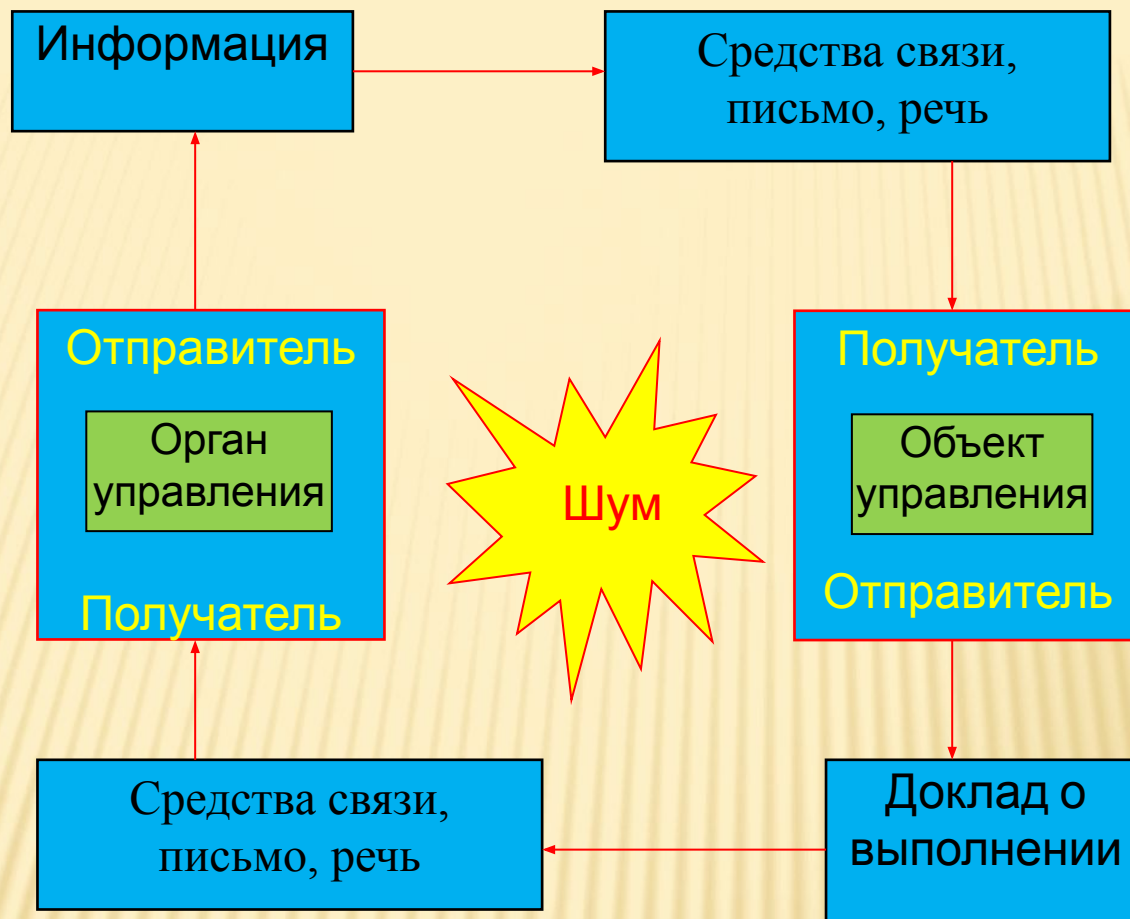 Информация
Средства связи,
письмо, речь
Отправитель
Орган
управления
Получатель
Шум
Получатель
Объект
управления
Отправитель
Средства связи,
письмо, речь
Доклад о
выполнении